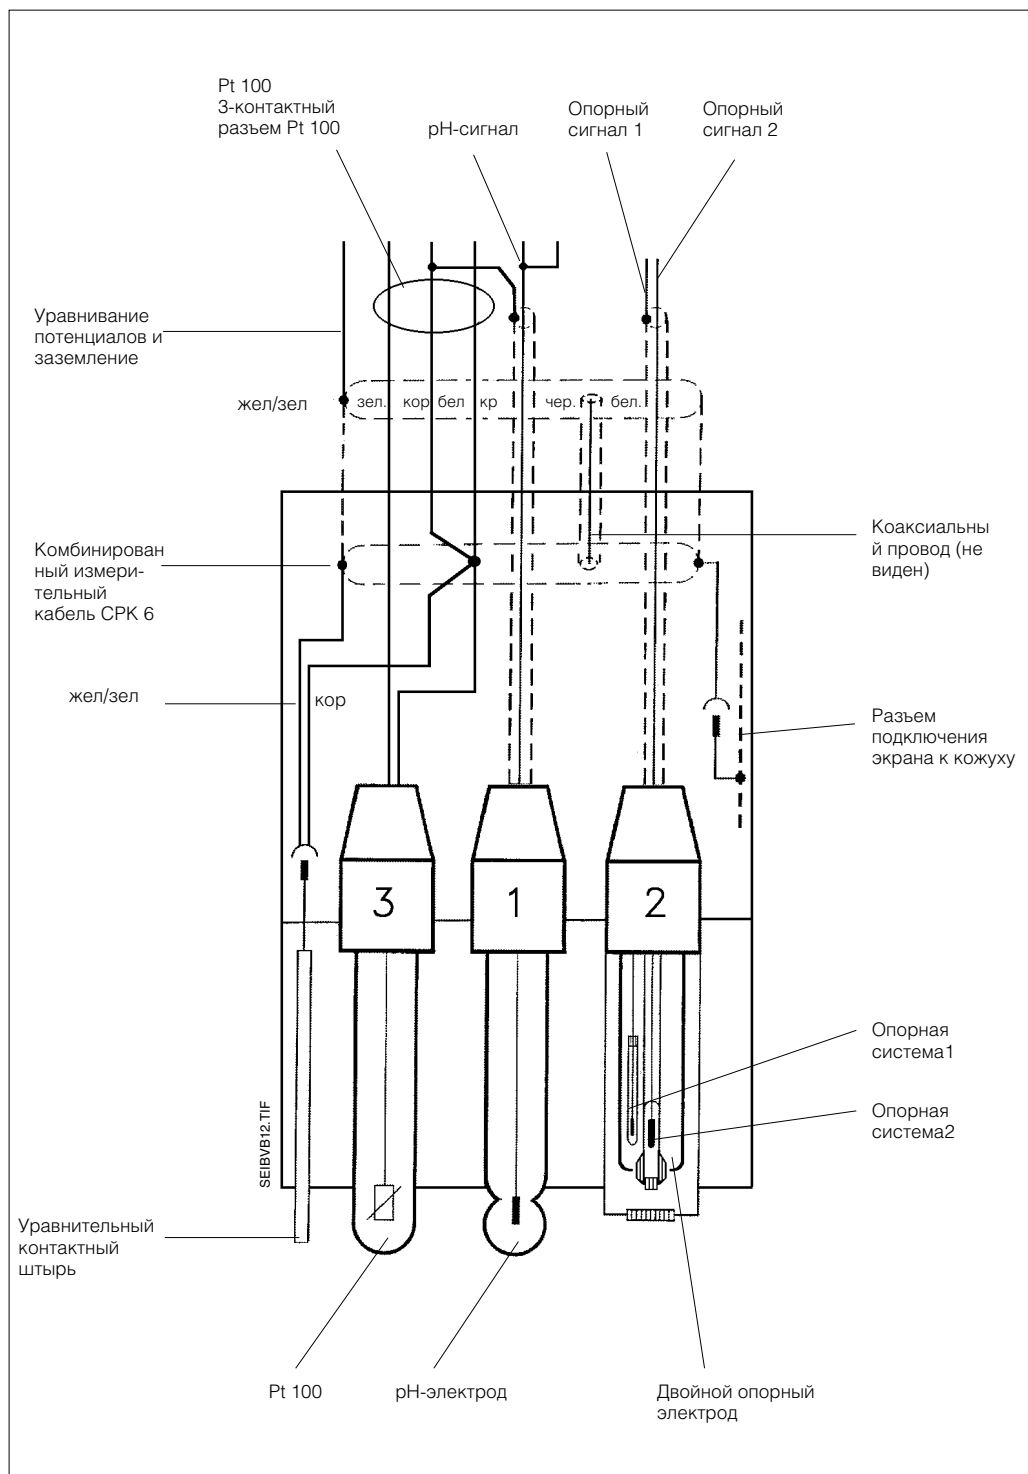 Pt 100
3-контактный
разъем Pt 100
pH-сигнал
Опорный
сигнал 1
Опорный
сигнал 2
Уравнивание
потенциалов и
заземление
жел/зел
зел.
кор
бел
кр
чер.
бел.
Комбинирован
ный измери-
тельный
кабель CPK 6
Коаксиальны
й провод (не
виден)
жел/зел
кор
Разъем
подключения
экрана к кожуху
3
1
2
Опорная
система1
Опорная
система2
SEIBVB12.TIF
Уравнительный
контактный
штырь
Pt 100
pH-электрод
Двойной опорный
электрод